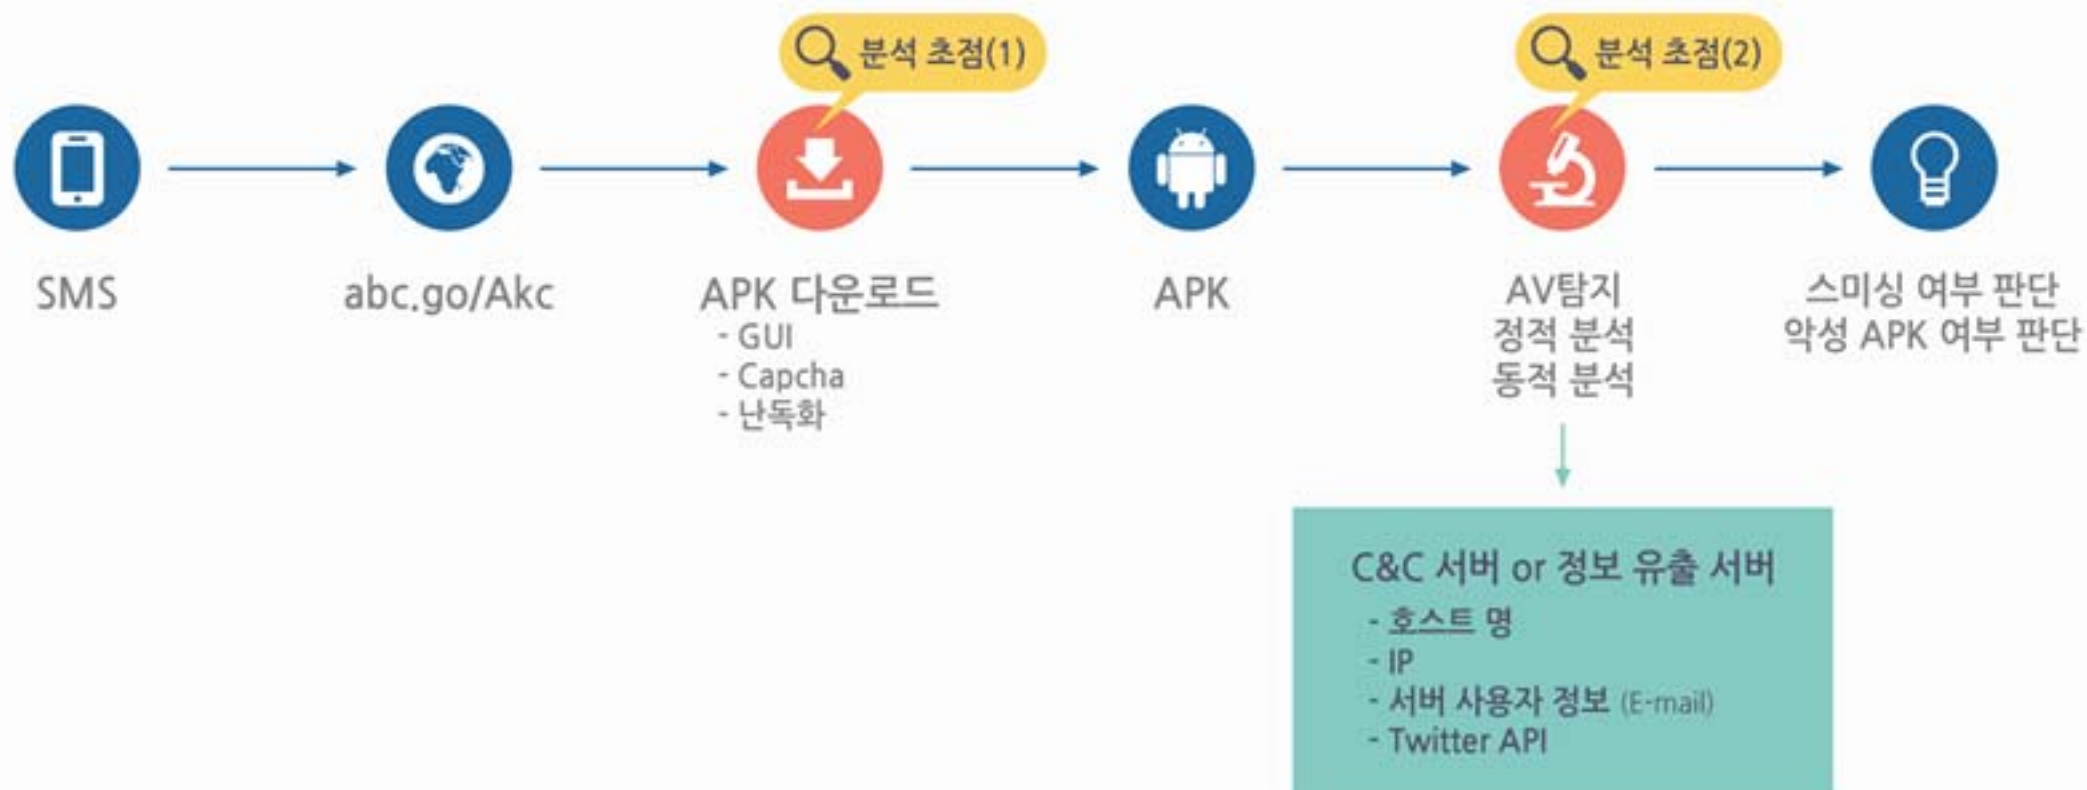 분석 초점(1)
분석 초점(2)
SMS
abc.go/Akc
APK 다운로드
- GUI
- Capcha
- 난독화
APK
AV탐지
정적 분석
동적 분석
스미싱 여부 판단
악성 APK 여부 판단
C&C 서버 or 정보 유출 서버
- 호스트 명
- IP
- 서버 사용자 정보 (E-mail)
- Twitter API